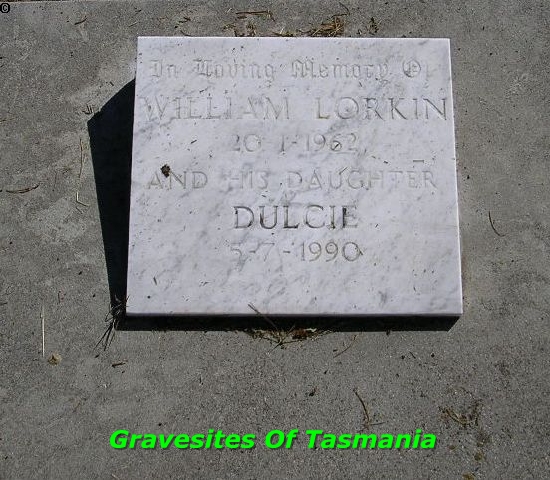 ©
In Loving Memory Of
WILLIAM LORKIN
20-1-1962
AND HIS DAUGHTER
DULCIE
5-7-1990
Gravesites Of Tasmania